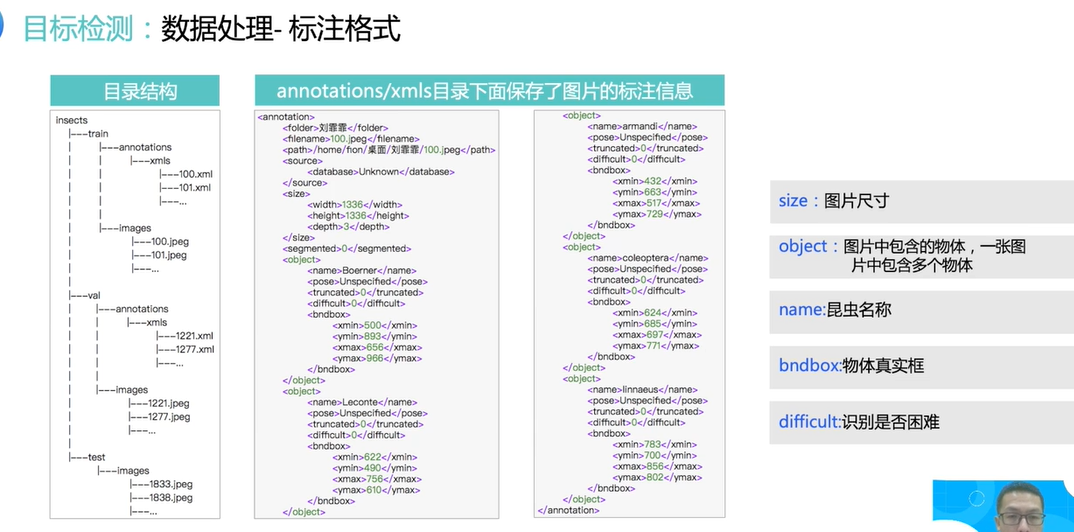 目标检测：数据处理- 标注格式
目录结构
insects
|---train
| |---annotations
| | |---xmls
| | |---100.xml
| | |---101.xml
| | |---...
| |
| |---images
| |---100.jpeg
| |---101.jpeg
| |---...
|
|---val
| |---annotations
| | |---xmls
| | |---1221.xml
| | |---1277.xml
| | |---...
| |
| |---images
| |---1221.jpeg
| |---1277.jpeg
| |---...
|
|---test
|---images
|---1833.jpeg
|---1838.jpeg
|---...
annotations/xmls目录下面保存了图片的标注信息
<annotation>
<folder>刘霏霏</folder>
<filename>100.jpeg</filename>
<path>/home/fion/桌面/刘霏霏/100.jpeg</path>
<source>
<database>Unknown</database>
</source>
<size>
<width>1336</width>
<height>1336</height>
<depth>3</depth>
</size>
<segmented>0</segmented>
<object>
<name>Boerner</name>
<pose>Unspecified</pose>
<truncated>0</truncated>
<difficult>0</difficult>
<bndbox>
<xmin>500</xmin>
<ymin>893</ymin>
<xmax>656</xmax>
<ymax>966</ymax>
</bndbox>
</object>
<object>
<name>Leconte</name>
<pose>Unspecified</pose>
<truncated>0</truncated>
<difficult>0</difficult>
<bndbox>
<xmin>622</xmin>
<ymin>490</ymin>
<xmax>756</xmax>
<ymax>610</ymax>
</bndbox>
</object>
<object>
<name>armandi</name>
<pose>Unspecified</pose>
<truncated>0</truncated>
<difficult>0</difficult>
<bndbox>
<xmin>432</xmin>
<ymin>663</ymin>
<xmax>517</xmax>
<ymax>729</ymax>
</bndbox>
</object>
<object>
<name>coleoptera</name>
<pose>Unspecified</pose>
<truncated>0</truncated>
<difficult>0</difficult>
<bndbox>
<xmin>624</xmin>
<ymin>685</ymin>
<xmax>697</xmax>
<ymax>771</ymax>
</bndbox>
</object>
<object>
<name>linnaeus</name>
<pose>Unspecified</pose>
<truncated>0</truncated>
<difficult>0</difficult>
<bndbox>
<xmin>783</xmin>
<ymin>700</ymin>
<xmax>856</xmax>
<ymax>802</ymax>
</bndbox>
</object>
</annotation>
size：图片尺寸
object：图片中包含的物体，一张图
片中包含多个物体
name:昆虫名称
bndbox:物体真实框
difficult:识别是否困难